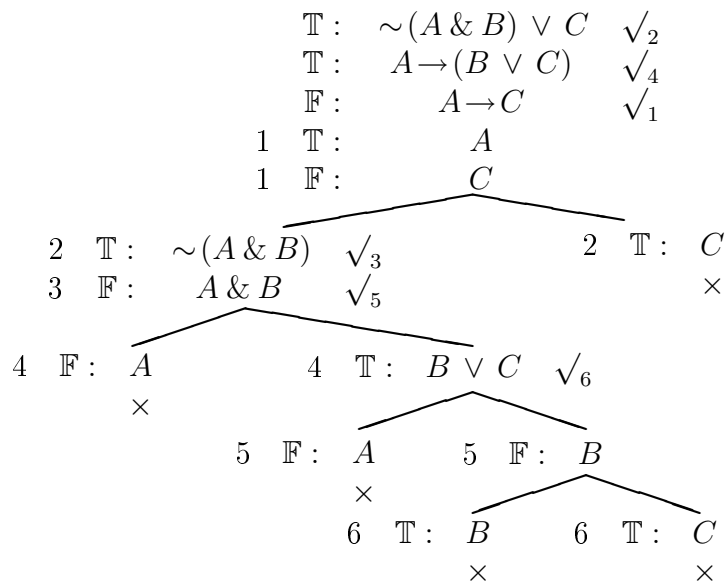 𝕋 : ∼(A & B) ∨ C √₂
𝕋 : A→(B ∨ C) √₄
𝔽 : A→C √₁
1 𝕋 : A
1 𝔽 : C
2 𝕋 : ∼(A & B) √₃ 2 𝕋 : C
3 𝔽 : A & B √₅ ×
4 𝔽 : A 4 𝕋 : B ∨ C √₆
×
5 𝔽 : A 5 𝔽 : B
×
6 𝕋 : B 6 𝕋 : C
× ×